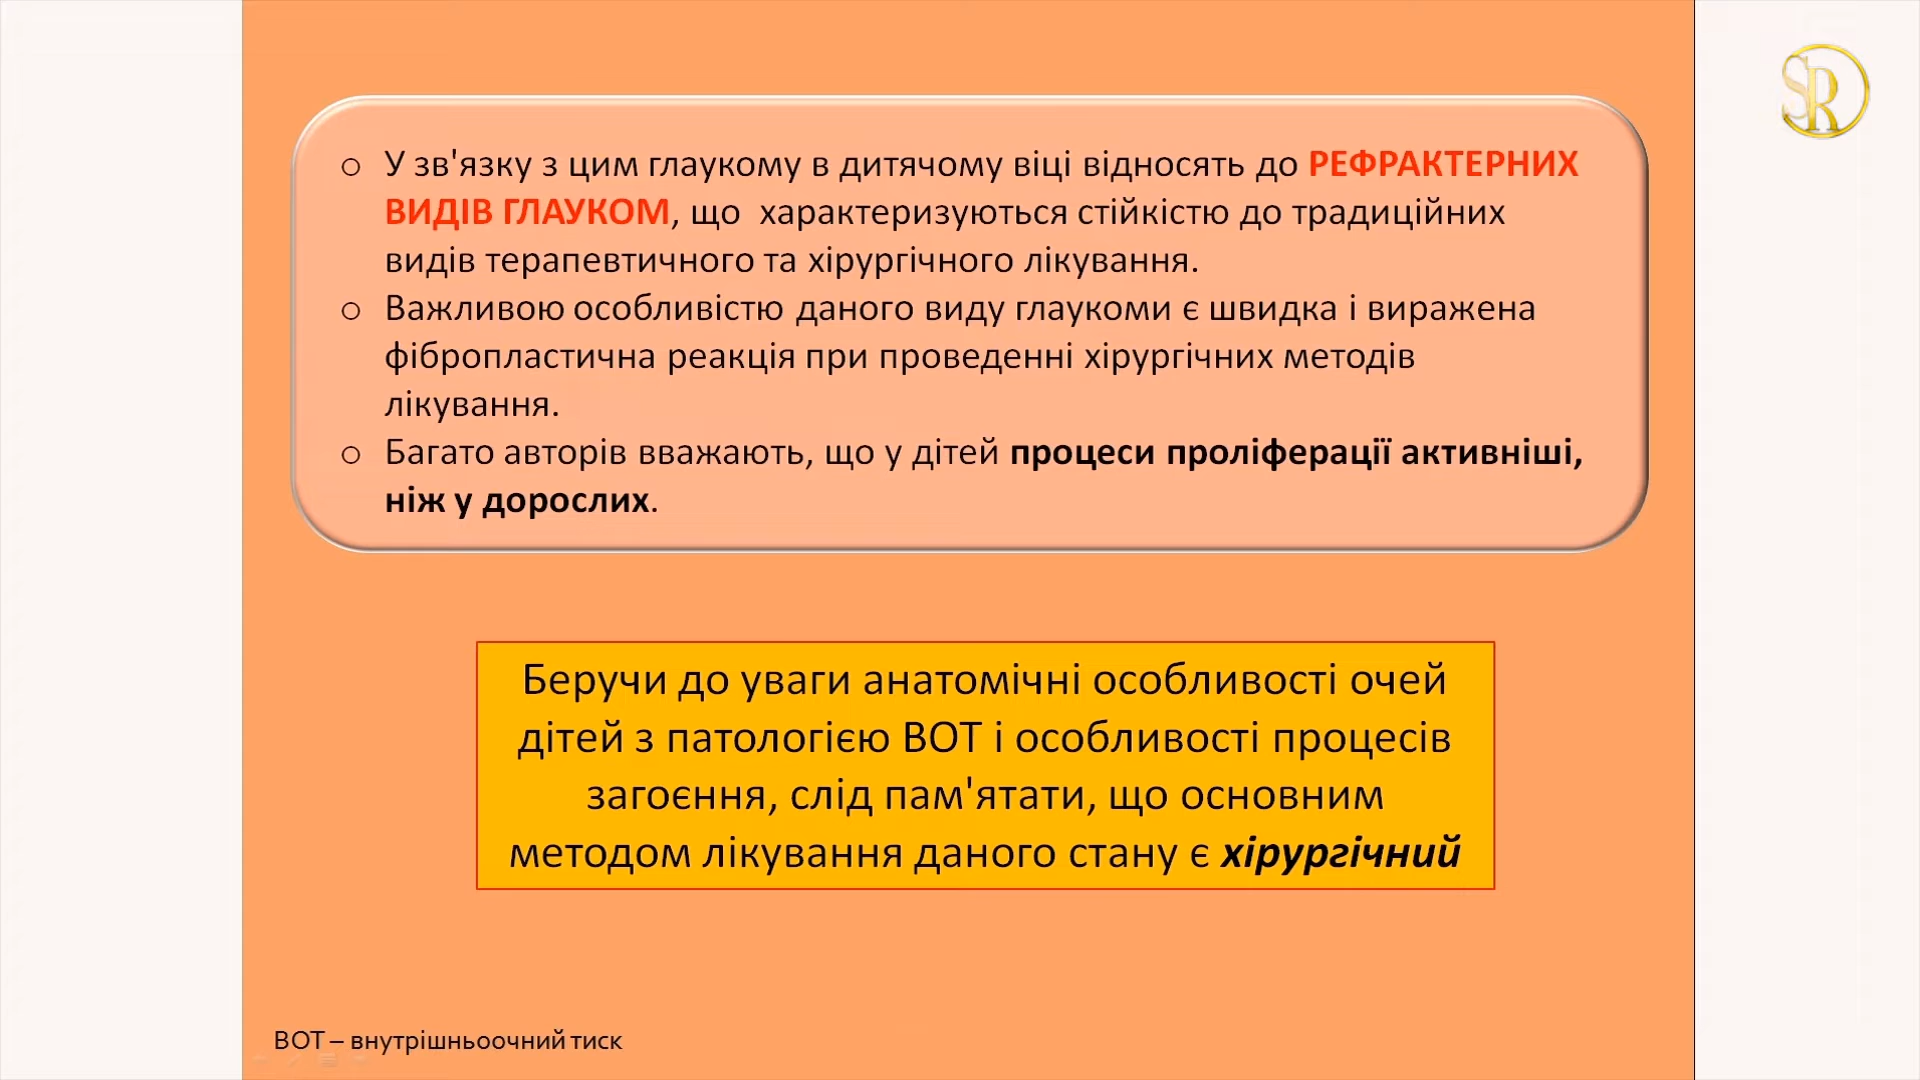 SR
о У зв'язку з цим глаукому в дитячому віці відносять до РЕФРАКТЕРНИХ
ВИДІВ ГЛАУКОМ, що характеризуються стійкістю до традиційних
видів терапевтичного та хірургічного лікування.
о Важливою особливістю даного виду глаукоми є швидка і виражена
фібропластична реакція при проведенні хірургічних методів
лікування.
о Багато авторів вважають, що у дітей процеси проліферації активніші,
ніж у дорослих.
Беручи до уваги анатомічні особливості очей
дітей з патологією ВОТ і особливості процесів
загоєння, слід пам'ятати, що основним
методом лікування даного стану є хірургічний
ВОТ – внутрішньоочний тиск